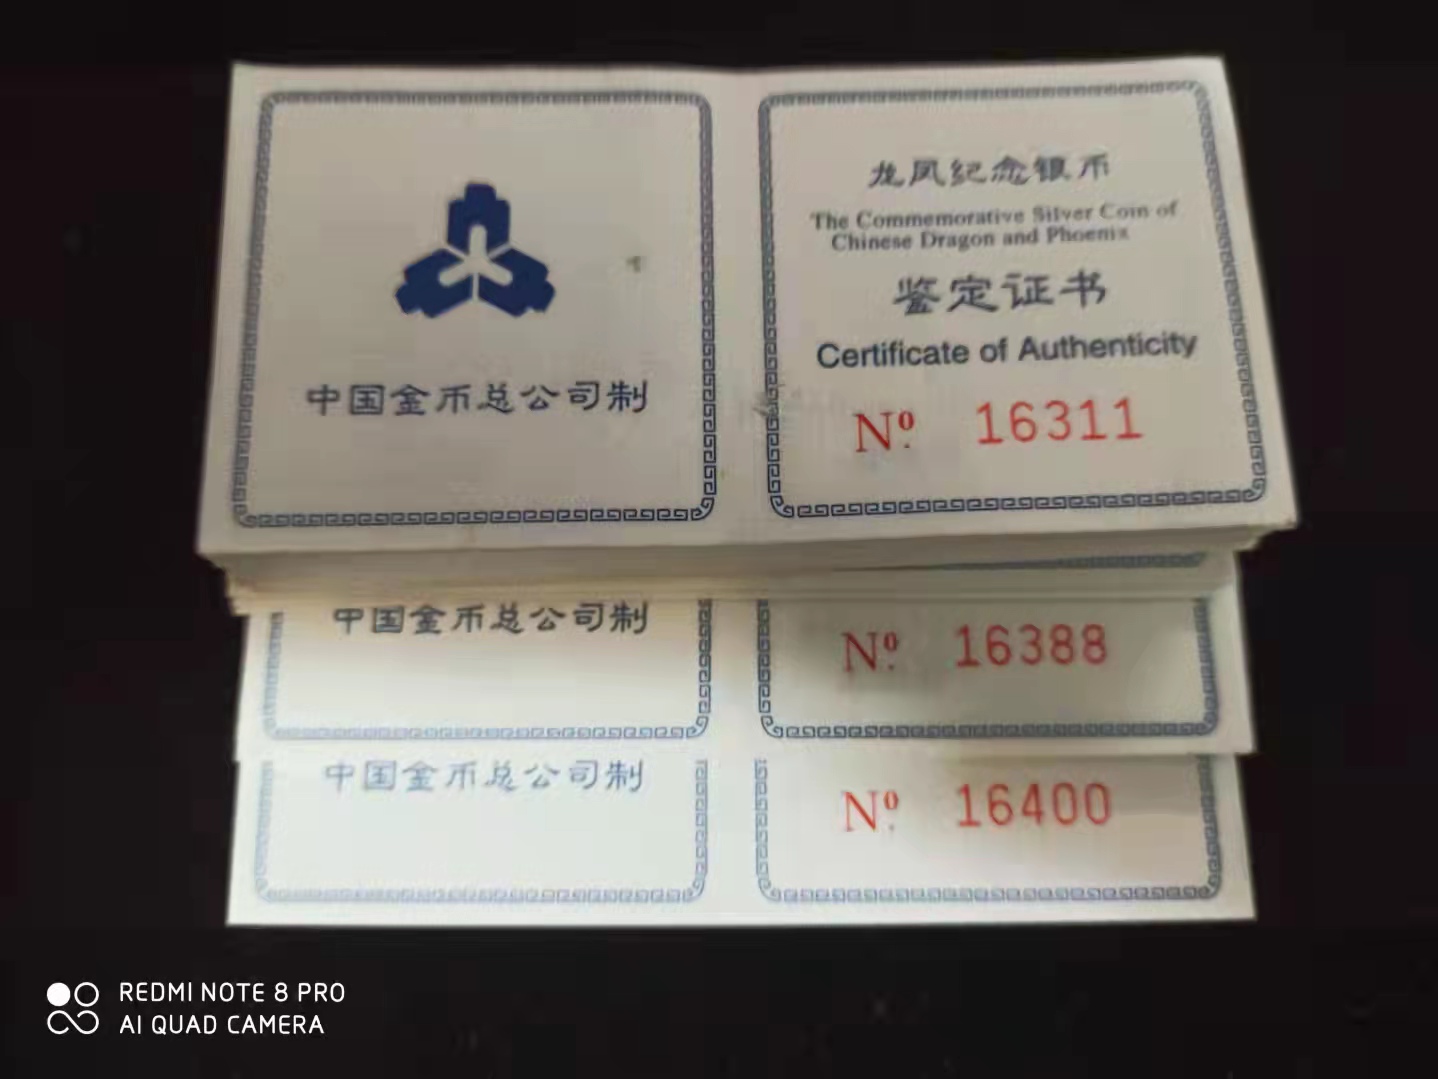 中国金币总公司制
龙凤纪念银币
The Commemorative Silver Coin of
Chinese Dragon and Phoenix
鉴定证书
Certificate of Authenticity
Nº 16311
中国金币总公司制
Nº 16388
中国金币总公司制
Nº 16400
REDMI NOTE 8 PRO
AI QUAD CAMERA